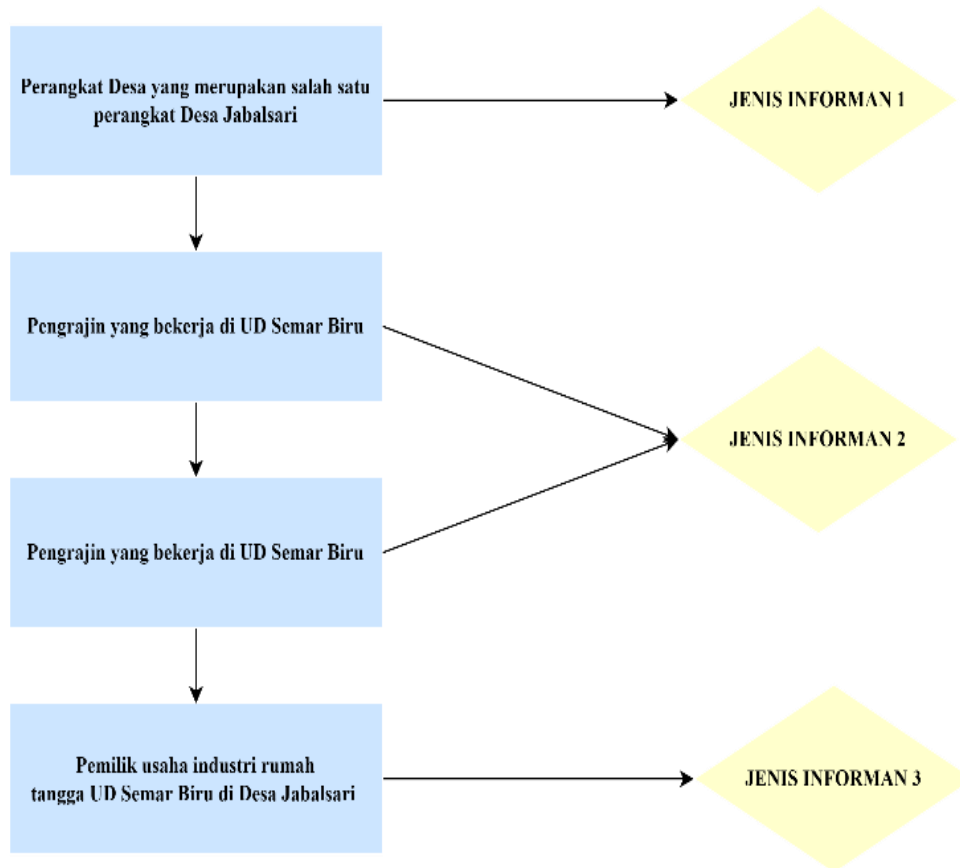 Perangkat Desa yang merupakan salah satu
perangkat Desa Jabalsari
JENIS INFORMAN 1
Pengrajin yang bekerja di UD Semar Biru
JENIS INFORMAN 2
Pengrajin yang bekerja di UD Semar Biru
Pemilik usaha industri rumah
tangga UD Semar Biru di Desa Jabalsari
JENIS INFORMAN 3